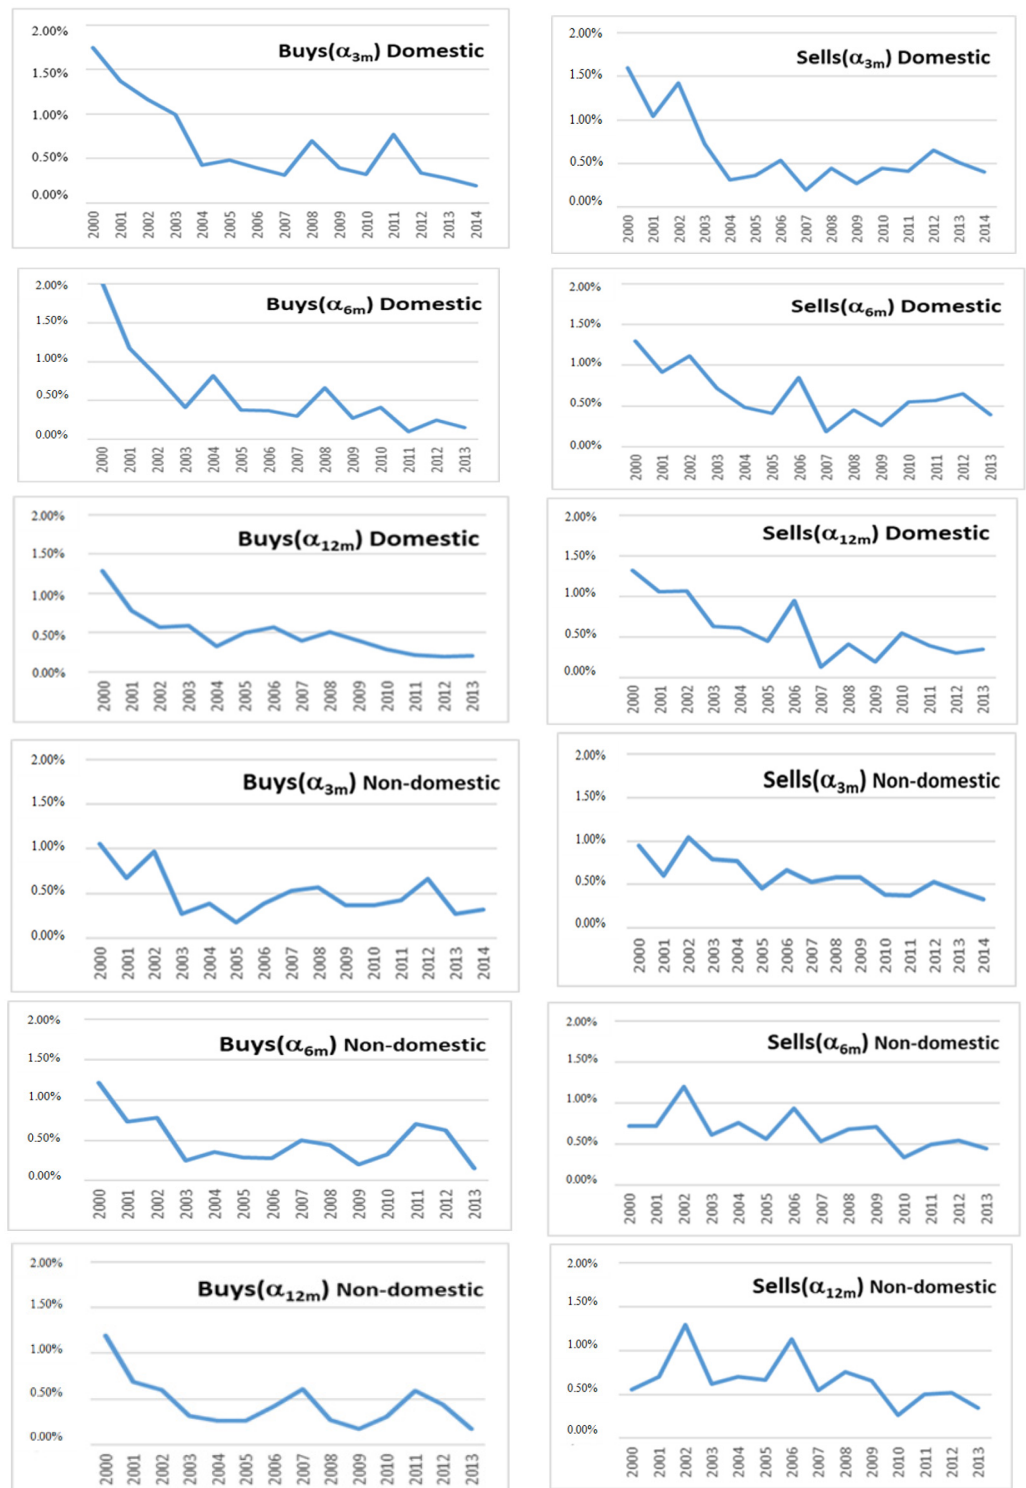 Buys(α3m) Domestic
2.00%
1.50%
1.00%
0.50%
0.00%
2000 2001 2002 2003 2004 2005 2006 2007 2008 2009 2010 2011 2012 2013 2014
Sells(α3m) Domestic
2.00%
1.50%
1.00%
0.50%
0.00%
2000 2001 2002 2003 2004 2005 2006 2007 2008 2009 2010 2011 2012 2013 2014
Buys(α6m) Domestic
2.00%
1.50%
1.00%
0.50%
0.00%
2000 2001 2002 2003 2004 2005 2006 2007 2008 2009 2010 2011 2012 2013
Sells(α6m) Domestic
2.00%
1.50%
1.00%
0.50%
0.00%
2000 2001 2002 2003 2004 2005 2006 2007 2008 2009 2010 2011 2012 2013
Buys(α12m) Domestic
2.00%
1.50%
1.00%
0.50%
0.00%
2000 2001 2002 2003 2004 2005 2006 2007 2008 2009 2010 2011 2012 2013
Sells(α12m) Domestic
2.00%
1.50%
1.00%
0.50%
0.00%
2000 2001 2002 2003 2004 2005 2006 2007 2008 2009 2010 2011 2012 2013
Buys(α3m) Non-domestic
2.00%
1.50%
1.00%
0.50%
0.00%
2000 2001 2002 2003 2004 2005 2006 2007 2008 2009 2010 2011 2012 2013 2014
Sells(α3m) Non-domestic
2.00%
1.50%
1.00%
0.50%
0.00%
2000 2001 2002 2003 2004 2005 2006 2007 2008 2009 2010 2011 2012 2013 2014
Buys(α6m) Non-domestic
2.00%
1.50%
1.00%
0.50%
0.00%
2000 2001 2002 2003 2004 2005 2006 2007 2008 2009 2010 2011 2012 2013
Sells(α6m) Non-domestic
2.00%
1.50%
1.00%
0.50%
0.00%
2000 2001 2002 2003 2004 2005 2006 2007 2008 2009 2010 2011 2012 2013
Buys(α12m) Non-domestic
2.00%
1.50%
1.00%
0.50%
0.00%
2000 2001 2002 2003 2004 2005 2006 2007 2008 2009 2010 2011 2012 2013
Sells(α12m) Non-domestic
2.00%
1.50%
1.00%
0.50%
0.00%
2000 2001 2002 2003 2004 2005 2006 2007 2008 2009 2010 2011 2012 2013